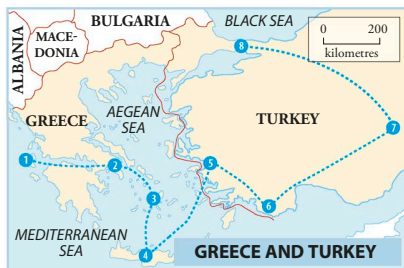 BULGARIA
BLACK SEA
0 200
kilometres
ALBANIA
MACE-
DONIA
GREECE
AEGEAN
SEA
TURKEY
8
7
1
2
5
3
6
4
MEDITERRANEAN
SEA
GREECE AND TURKEY